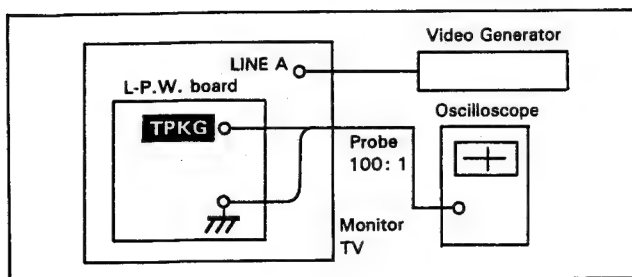 Video Generator
LINE A
L-P.W. board
Oscilloscope
TPKG
Probe
100:1
Monitor
TV